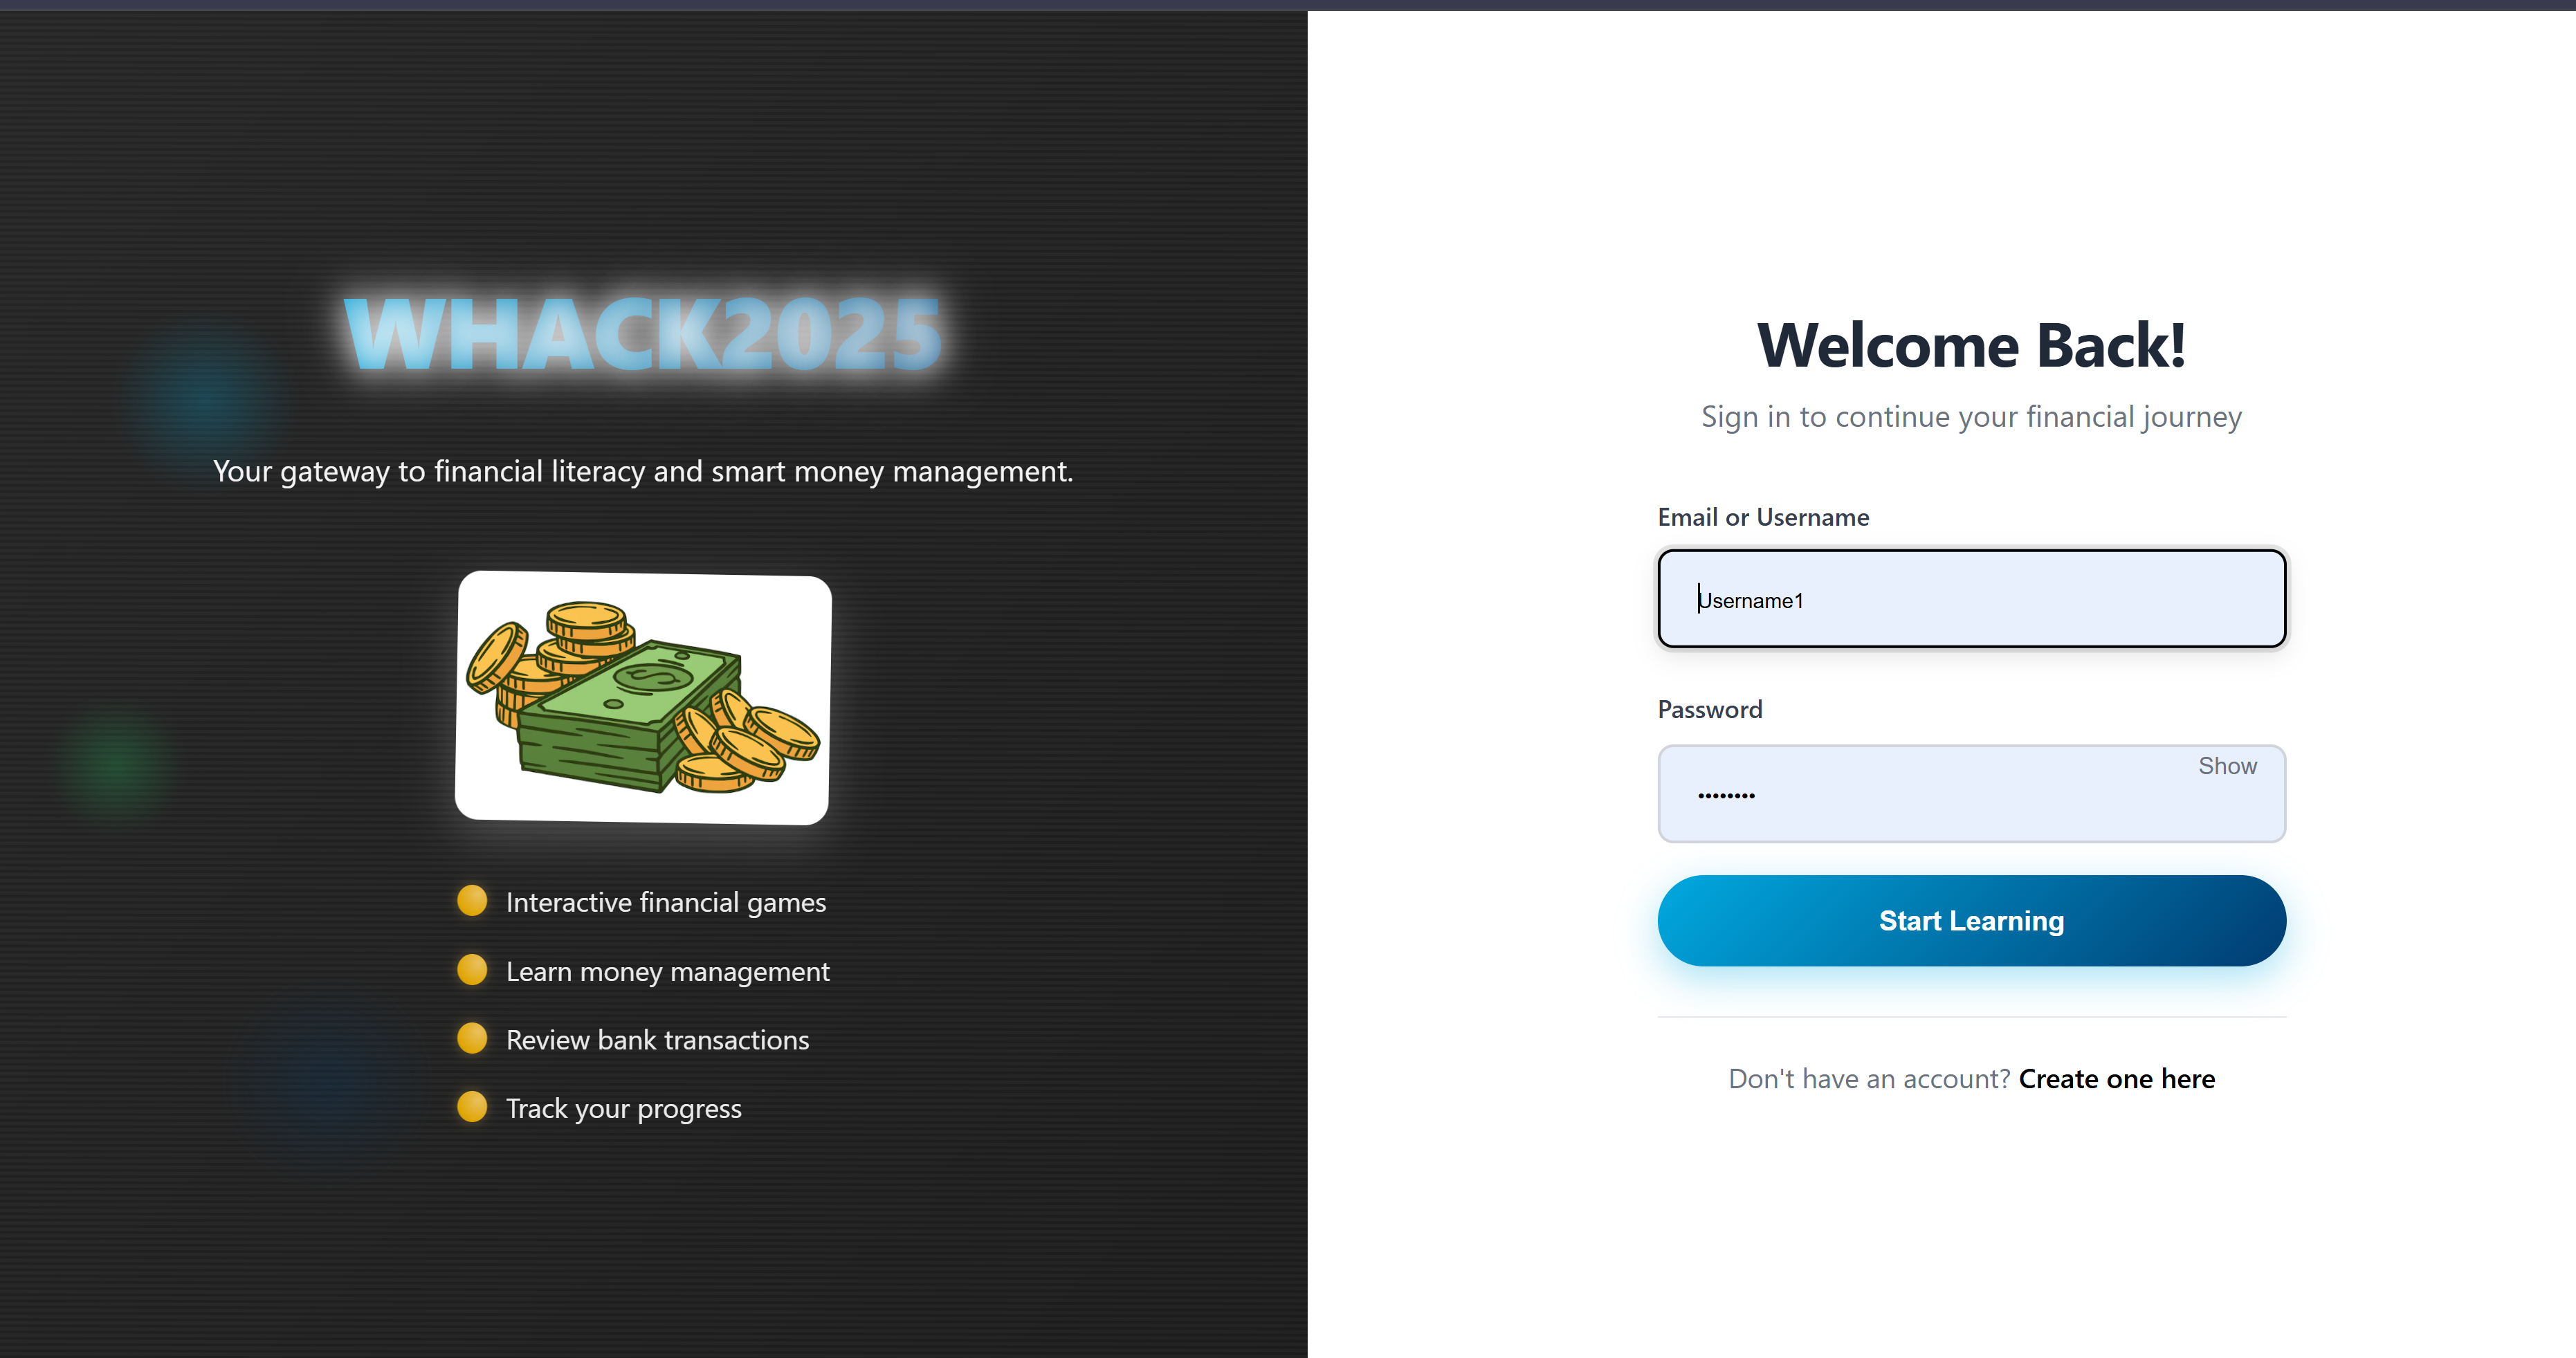 WHACK2025
Your gateway to financial literacy and smart money management.
Interactive financial games
Learn money management
Review bank transactions
Track your progress
Welcome Back!
Sign in to continue your financial journey
Email or Username
Username1
Password
Show
••••••••
Start Learning
Don't have an account? Create one here